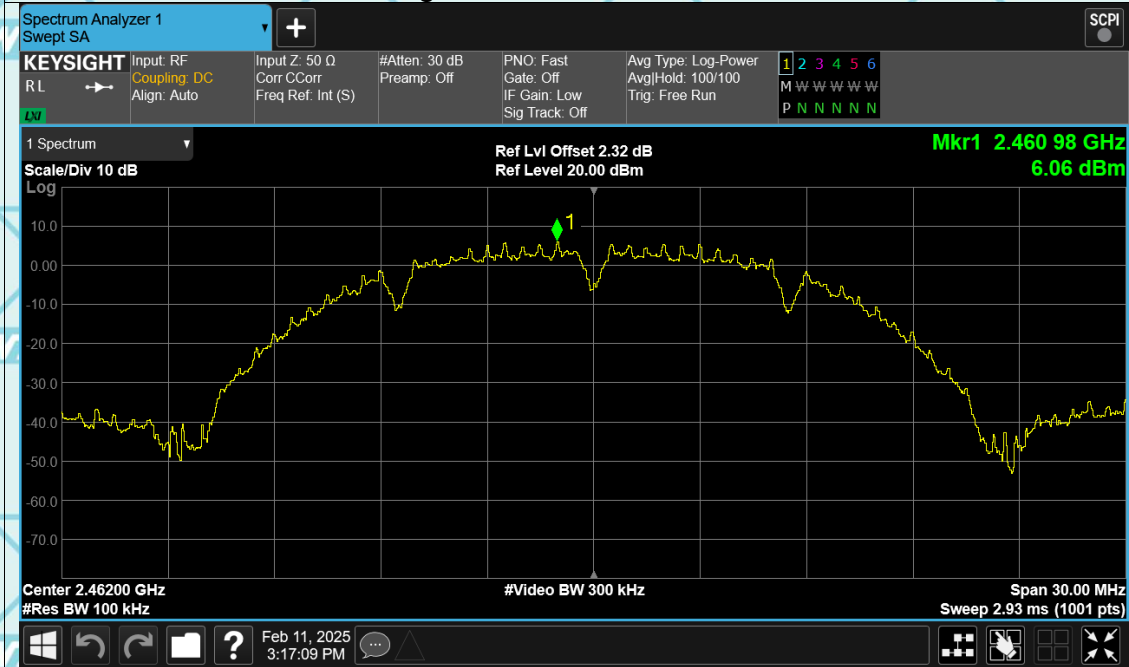 Spectrum Analyzer 1
Swept SA
+
SCPI
KEYSIGHT
R L
LXI
Input: RF
Coupling: DC
Align: Auto
Input Z: 50 Ω
Corr CCorr
Freq Ref: Int (S)
#Atten: 30 dB
Preamp: Off
PNO: Fast
Gate: Off
IF Gain: Low
Sig Track: Off
Avg Type: Log-Power
Avg|Hold: 100/100
Trig: Free Run
1 2 3 4 5 6
M W W W W W
P N N N N N
1 Spectrum
Scale/Div 10 dB
Log
Ref Lvl Offset 2.32 dB
Ref Level 20.00 dBm
Mkr1 2.460 98 GHz
6.06 dBm
1
10.0
0.00
-10.0
-20.0
-30.0
-40.0
-50.0
-60.0
-70.0
Center 2.46200 GHz
#Res BW 100 kHz
#Video BW 300 kHz
Span 30.00 MHz
Sweep 2.93 ms (1001 pts)
?
Feb 11, 2025
3:17:09 PM